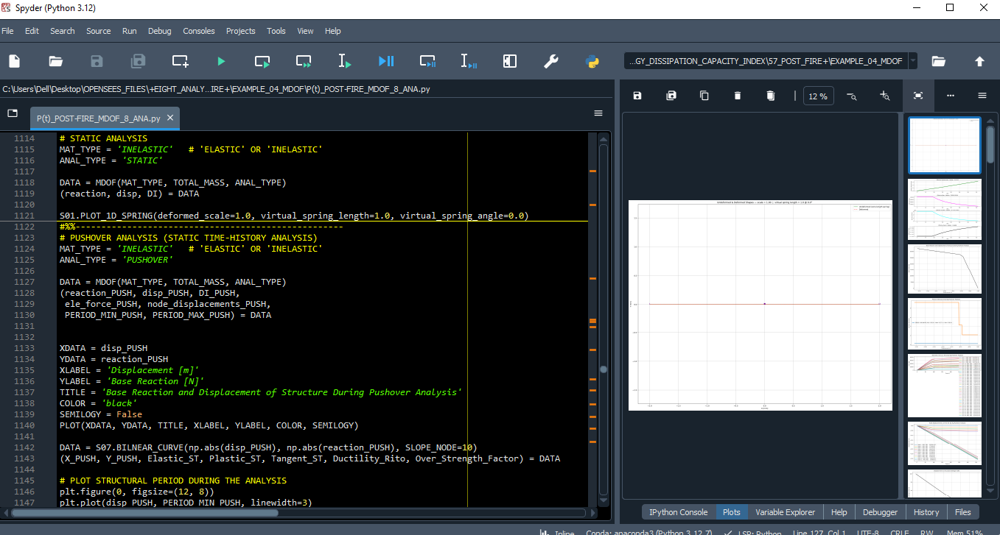 Spyder (Python 3.12)
File Edit Search Source Run Debug Consoles Projects Tools View Help
...GY_DISSIPATION_CAPACITY_INDEX\57_POST_FIRE+\EXAMPLE_04_MDOF
C:\Users\Dell\Desktop\OPENSEES_FILES\+EIGHT_ANALY...IRE+\EXAMPLE_04_MDOF\P(t)_POST-FIRE_MDOF_8_ANA.py
12 %
P(t)_POST-FIRE_MDOF_8_ANA.py
1114 # STATIC ANALYSIS
1115 MAT_TYPE = 'INELASTIC'   # 'ELASTIC' OR 'INELASTIC'
1116 ANAL_TYPE = 'STATIC'
1117
1118 DATA = MDOF(MAT_TYPE, TOTAL_MASS, ANAL_TYPE)
1119 (reaction, disp, DI) = DATA
1120
1121 S01.PLOT_1D_SPRING(deformed_scale=1.0, virtual_spring_length=1.0, virtual_spring_angle=0.0)
1122 #%%--------------------------------------------------
1123 # PUSHOVER ANALYSIS (STATIC TIME-HISTORY ANALYSIS)
1124 MAT_TYPE = 'INELASTIC'   # 'ELASTIC' OR 'INELASTIC'
1125 ANAL_TYPE = 'PUSHOVER'
1126
1127 DATA = MDOF(MAT_TYPE, TOTAL_MASS, ANAL_TYPE)
1128 (reaction_PUSH, disp_PUSH, DI_PUSH,
1129  ele_force_PUSH, node_displacements_PUSH,
1130  PERIOD_MIN_PUSH, PERIOD_MAX_PUSH) = DATA
1131
1132
1133 XDATA = disp_PUSH
1134 YDATA = reaction_PUSH
1135 XLABEL = 'Displacement [m]'
1136 YLABEL = 'Base Reaction [N]'
1137 TITLE = 'Base Reaction and Displacement of Structure During Pushover Analysis'
1138 COLOR = 'black'
1139 SEMILOGY = False
1140 PLOT(XDATA, YDATA, TITLE, XLABEL, YLABEL, COLOR, SEMILOGY)
1141
1142 DATA = S07.BILNEAR_CURVE(np.abs(disp_PUSH), np.abs(reaction_PUSH), SLOPE_NODE=10)
1143 (X_PUSH, Y_PUSH, Elastic_ST, Plastic_ST, Tangent_ST, Ductility_Rito, Over_Strength_Factor) = DATA
1144
1145 # PLOT STRUCTURAL PERIOD DURING THE ANALYSIS
1146 plt.figure(0, figsize=(12, 8))
1147 plt.plot(disp_PUSH, PERIOD_MIN_PUSH, linewidth=3)
IPython Console Plots Variable Explorer Help Debugger History Files
Inline Conda: anaconda3 (Python 3.12.7) LSP: Python Line 127, Col 1 UTF-8 CRLF RW Mem 51%